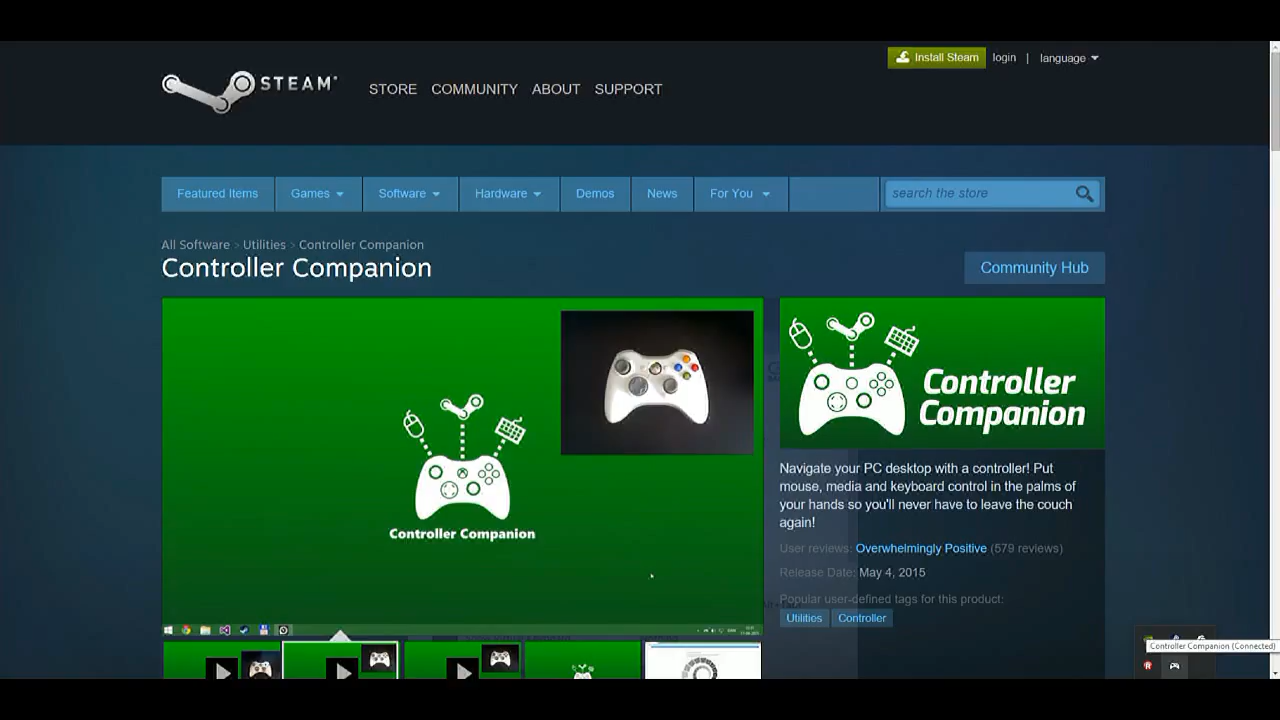 Install Steam login | language
STEAM
STORE COMMUNITY ABOUT SUPPORT
Featured Items Games Software Hardware Demos News For You search the store
All Software > Utilities > Controller Companion
Controller Companion
Community Hub
Controller
Companion
Controller Companion
Navigate your PC desktop with a controller! Put
mouse, media and keyboard control in the palms of
your hands so you'll never have to leave the couch
again!
User reviews: Overwhelmingly Positive (579 reviews)
Release Date: May 4, 2015
Popular user-defined tags for this product:
Utilities Controller
Controller Companion (Connected)